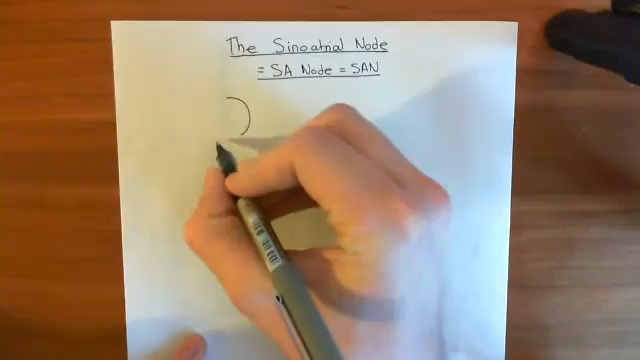 The Sinoatrial Node
= SA Node = SAN